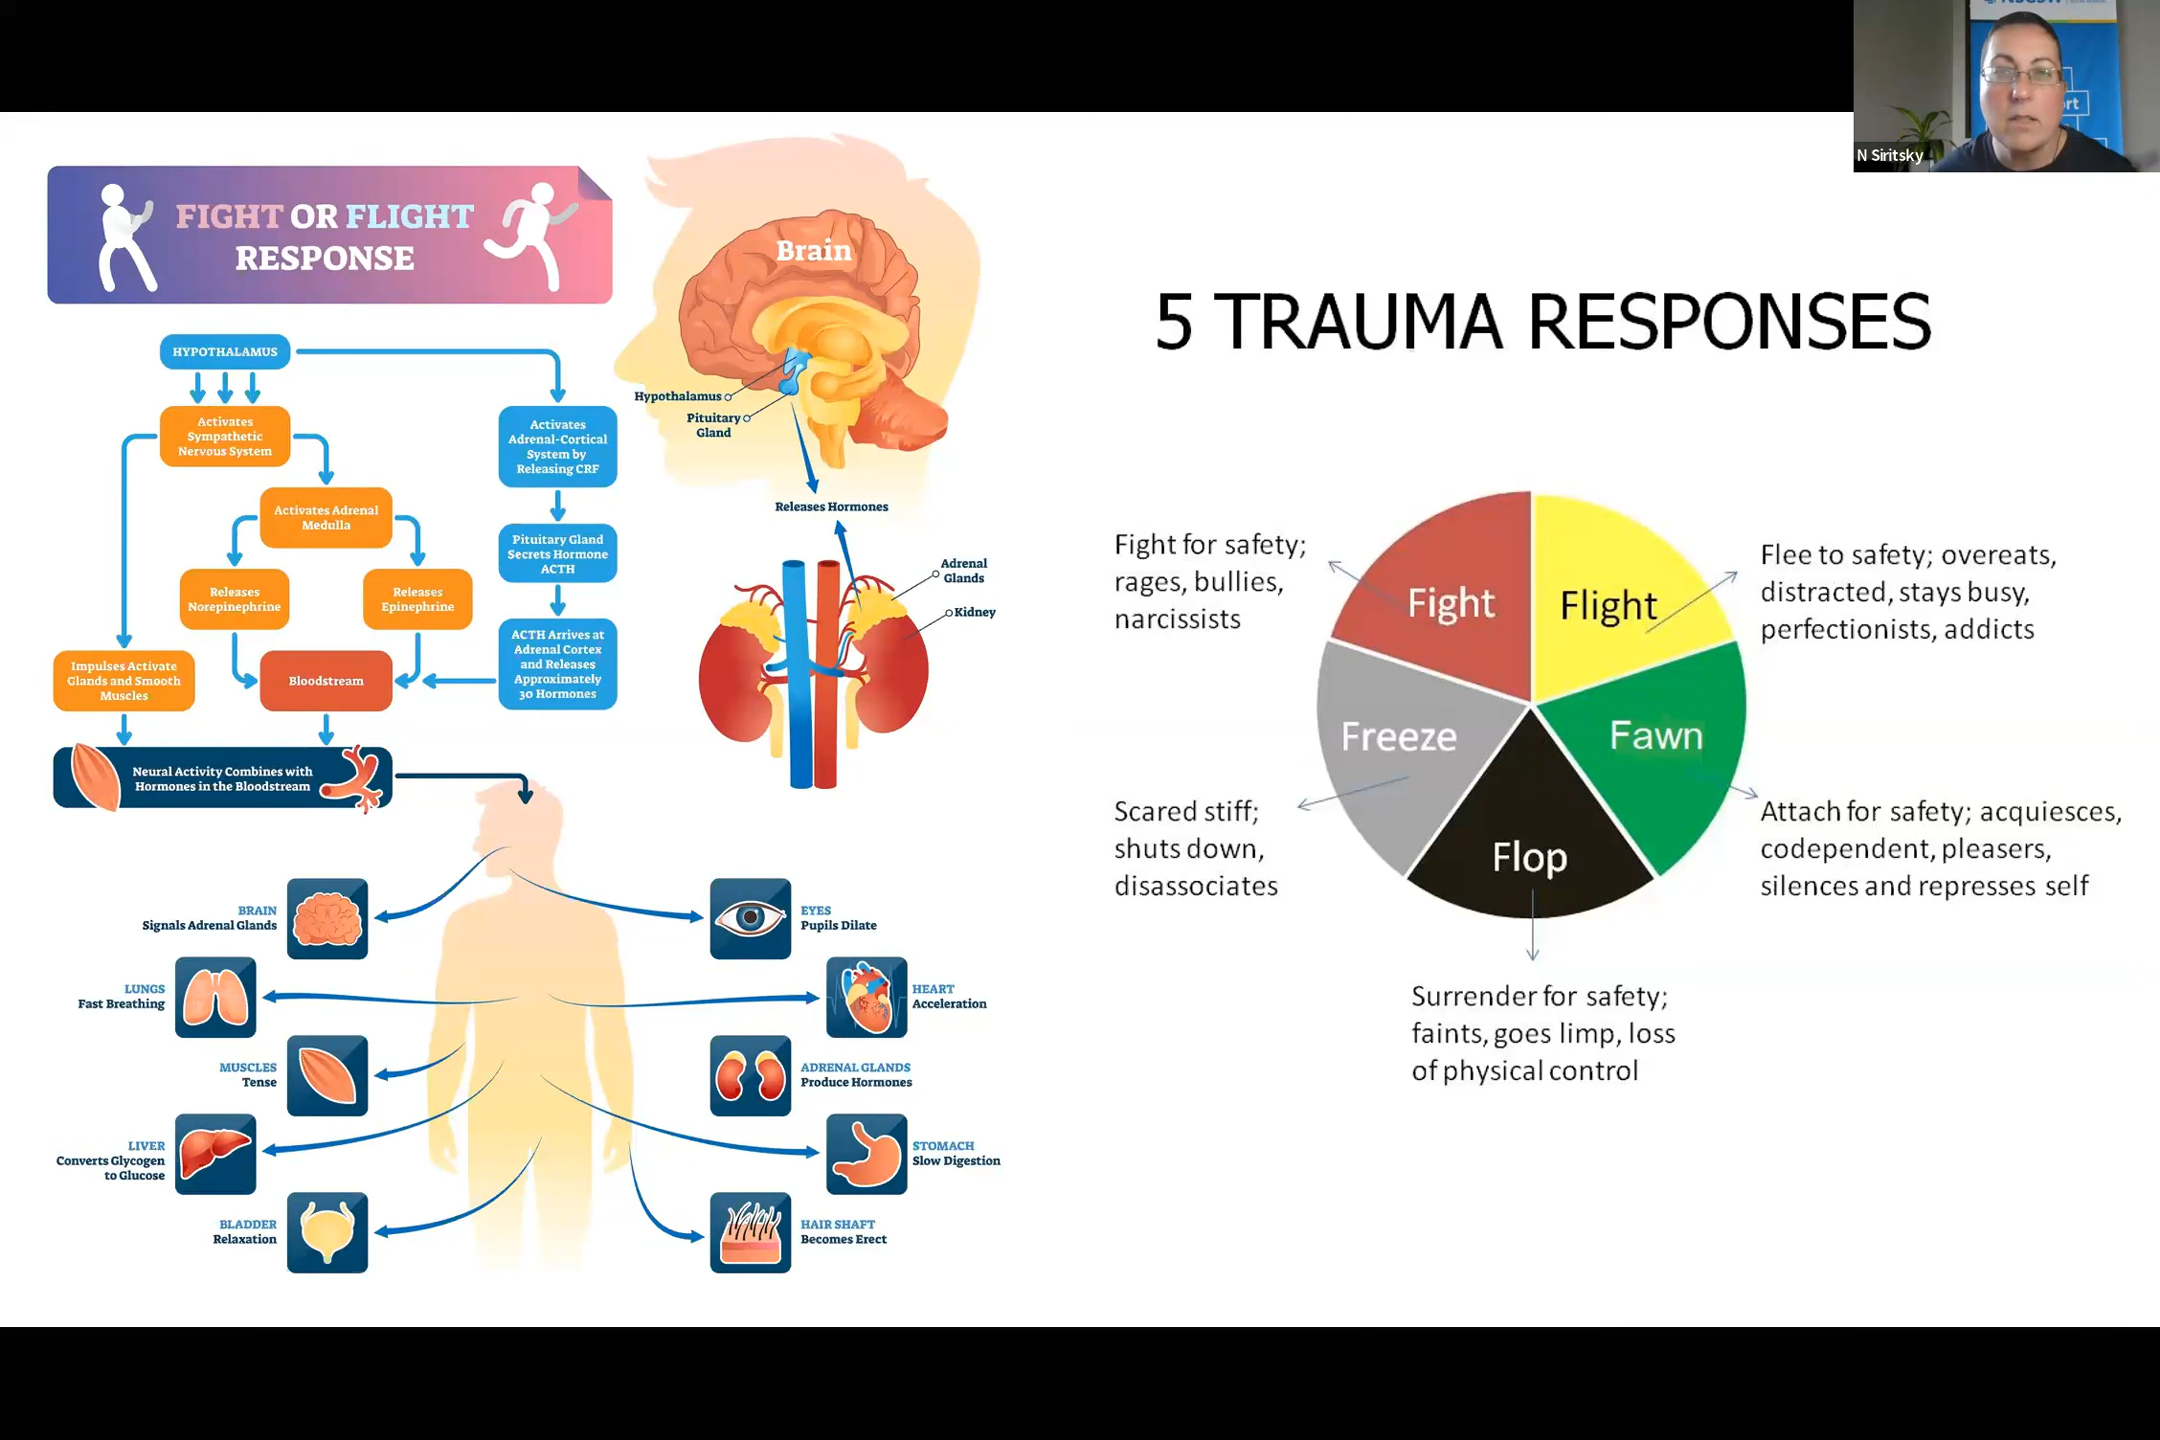 N Siritsky
rt
FIGHT OR FLIGHT
RESPONSE
HYPOTHALAMUS
Activates
Sympathetic
Nervous System
Activates Adrenal
Medulla
Releases
Norepinephrine
Releases
Epinephrine
Impulses Activate
Glands and Smooth
Muscles
Bloodstream
Activates
Adrenal-Cortical
System by
Releasing CRF
Pituitary Gland
Secrets Hormone
ACTH
ACTH Arrives at
Adrenal Cortex
and Releases
Approximately
30 Hormones
Neural Activity Combines with
Hormones in the Bloodstream
Brain
Hypothalamus
Pituitary
Gland
Releases Hormones
Adrenal
Glands
Kidney
BRAIN
Signals Adrenal Glands
LUNGS
Fast Breathing
MUSCLES
Tense
LIVER
Converts Glycogen
to Glucose
BLADDER
Relaxation
EYES
Pupils Dilate
HEART
Acceleration
ADRENAL GLANDS
Produce Hormones
STOMACH
Slow Digestion
HAIR SHAFT
Becomes Erect
5 TRAUMA RESPONSES
Fight for safety;
rages, bullies,
narcissists
Fight
Flight
Flee to safety; overeats,
distracted, stays busy,
perfectionists, addicts
Freeze
Fawn
Scared stiff;
shuts down,
disassociates
Flop
Attach for safety; acquiesces,
codependent, pleasers,
silences and represses self
Surrender for safety;
faints, goes limp, loss
of physical control